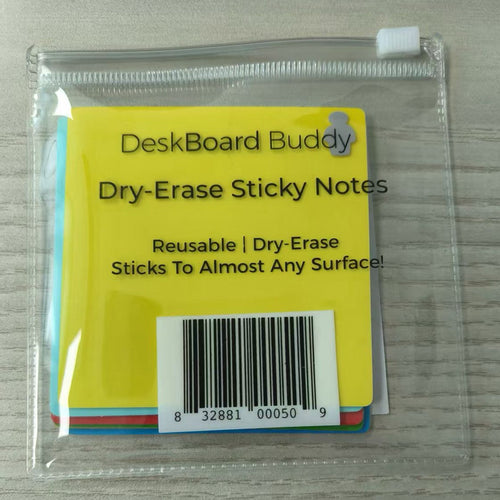 DeskBoard Buddy
Dry-Erase Sticky Notes
Reusable | Dry-Erase
Sticks To Almost Any Surface!
8 32881 00050 9